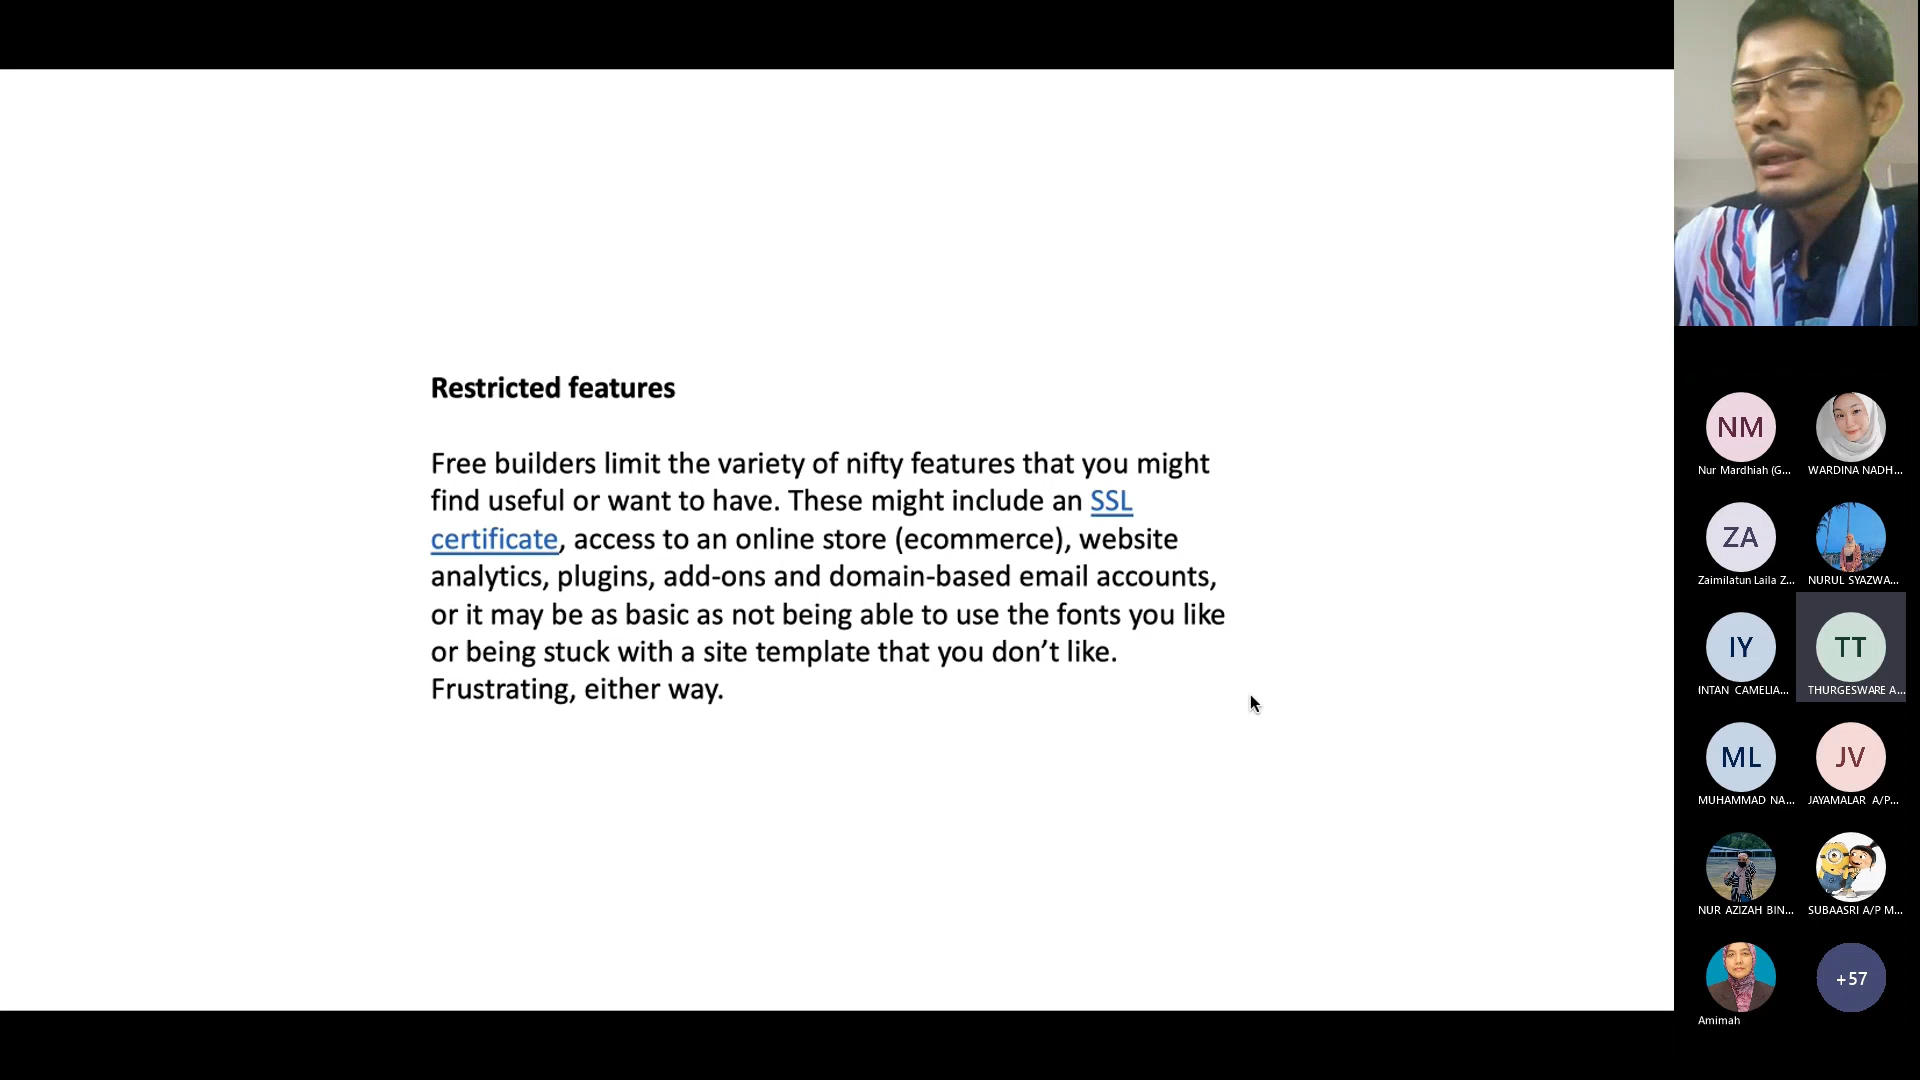 Restricted features
Free builders limit the variety of nifty features that you might
find useful or want to have. These might include an SSL
certificate, access to an online store (ecommerce), website
analytics, plugins, add-ons and domain-based email accounts,
or it may be as basic as not being able to use the fonts you like
or being stuck with a site template that you don’t like.
Frustrating, either way.
NM
Nur Mardhiah (G...
WARDINA NADH...
ZA
Zaimilatun Laila Z...
NURUL SYAZWA...
IY
INTAN CAMELIA...
TT
THURGESWARE A...
ML
MUHAMMAD NA...
JV
JAYAMALAR A/P...
NUR AZIZAH BIN...
SUBAASRI A/P M...
Amimah
+57